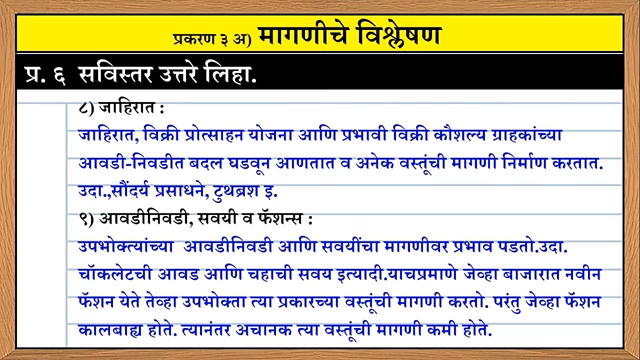 प्रकरण ३ अ) मागणीचे विश्लेषण
प्र. ६ सविस्तर उत्तरे लिहा.
८) जाहिरात :
जाहिरात, विक्री प्रोत्साहन योजना आणि प्रभावी विक्री कौशल्य ग्राहकांच्या
आवडी-निवडीत बदल घडवून आणतात व अनेक वस्तूंची मागणी निर्माण करतात.
उदा.,सौंदर्य प्रसाधने, टुथब्रश इ.
९) आवडीनिवडी, सवयी व फॅशन्स :
उपभोक्त्यांच्या आवडीनिवडी आणि सवयींचा मागणीवर प्रभाव पडतो.उदा.
चॉकलेटची आवड आणि चहाची सवय इत्यादी.याचप्रमाणे जेव्हा बाजारात नवीन
फॅशन येते तेव्हा उपभोक्ता त्या प्रकारच्या वस्तूंची मागणी करतो. परंतु जेव्हा फॅशन
कालबाह्य होते. त्यानंतर अचानक त्या वस्तूंची मागणी कमी होते.